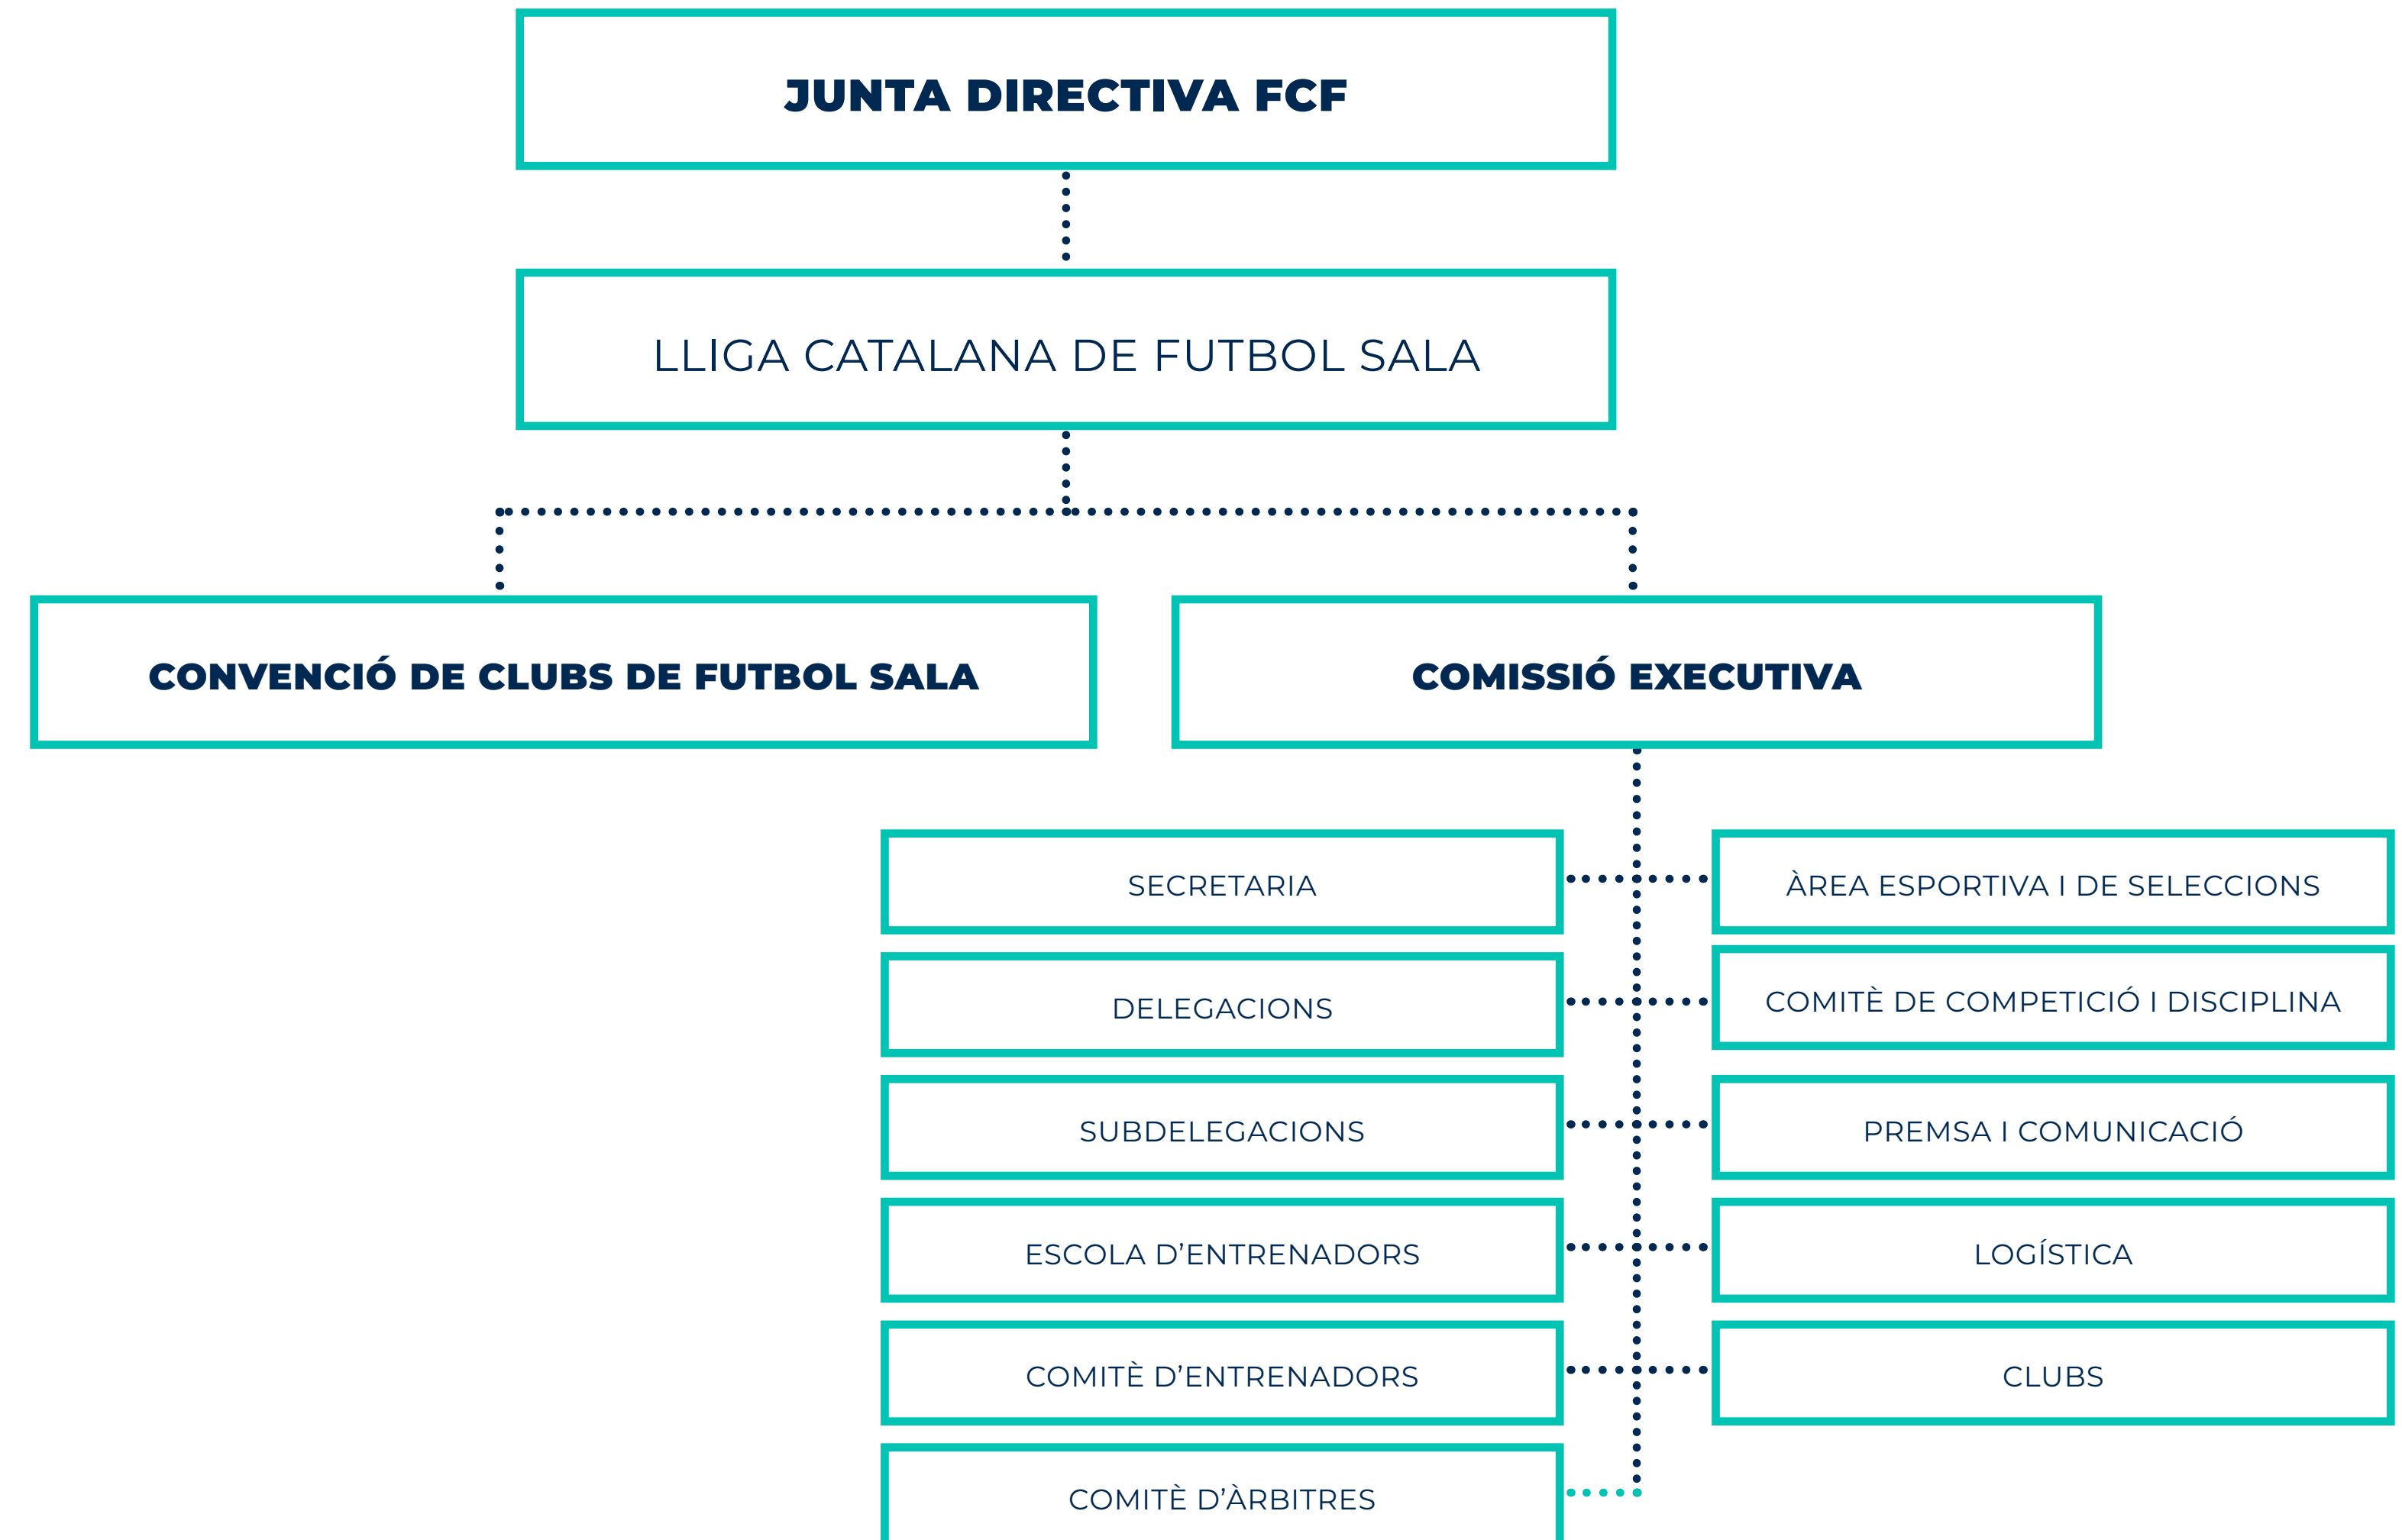 JUNTA DIRECTIVA FCF
LLIGA CATALANA DE FUTBOL SALA
CONVENCIÓ DE CLUBS DE FUTBOL SALA
COMISSIÓ EXECUTIVA
SECRETARIA
ÀREA ESPORTIVA I DE SELECCIONS
DELEGACIONS
COMITÈ DE COMPETICIÓ I DISCIPLINA
SUBDELEGACIONS
PREMSA I COMUNICACIÓ
ESCOLA D’ENTRENADORS
LOGÍSTICA
COMITÈ D’ENTRENADORS
CLUBS
COMITÈ D’ÀRBITRES